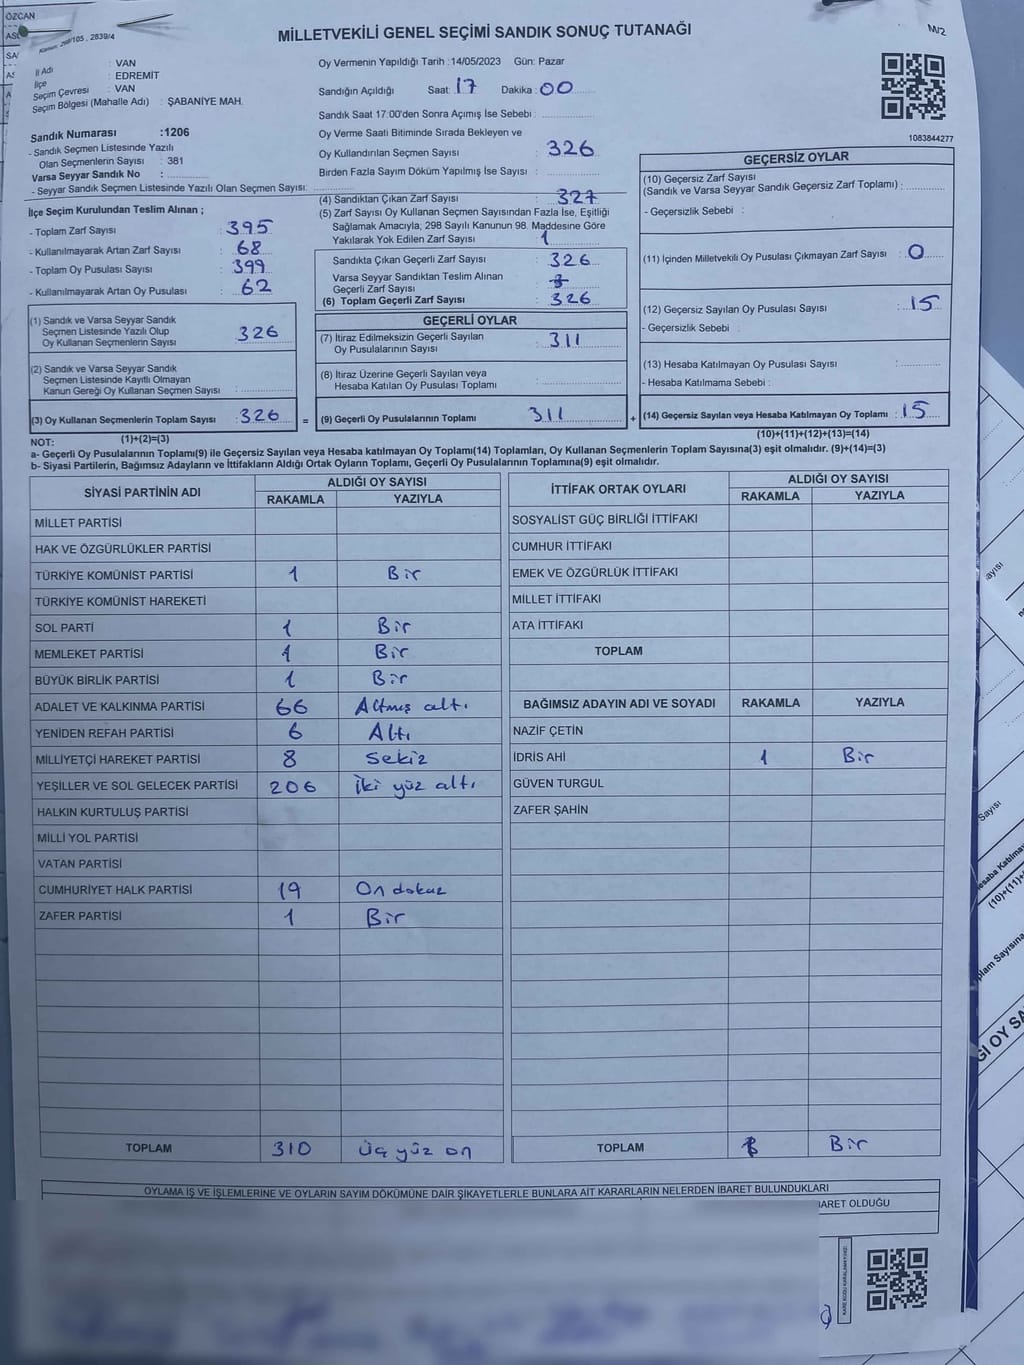 ÖZCAN
Kanun: 298/105 , 2839/4
MİLLETVEKİLİ GENEL SEÇİMİ SANDIK SONUÇ TUTANAĞI
M/2
İl Adı : VAN
İlçe : EDREMİT
Seçim Çevresi : VAN
Seçim Bölgesi (Mahalle Adı) : ŞABANİYE MAH.
Sandık Numarası :1206
- Sandık Seçmen Listesinde Yazılı
Olan Seçmenlerin Sayısı : 381
Varsa Seyyar Sandık No :
- Seyyar Sandık Seçmen Listesinde Yazılı Olan Seçmen Sayısı:
Oy Vermenin Yapıldığı Tarih :14/05/2023 Gün: Pazar
Sandığın Açıldığı Saat: 17 Dakika: 00
Sandık Saat 17:00'den Sonra Açımış İse Sebebi :
Oy Verme Saati Bitiminde Sırada Bekleyen ve
Oy Kullandırılan Seçmen Sayısı : 326
Birden Fazla Sayım Döküm Yapılmış İse Sayısı :
1083844277
İlçe Seçim Kurulundan Teslim Alınan ;
- Toplam Zarf Sayısı : 395
- Kullanılmayarak Artan Zarf Sayısı : 68
- Toplam Oy Pusulası Sayısı : 399
- Kullanılmayarak Artan Oy Pusulası : 62
(4) Sandıktan Çıkan Zarf Sayısı : 327
(5) Zarf Sayısı Oy Kullanan Seçmen Sayısından Fazla İse, Eşitliği
Sağlamak Amacıyla, 298 Sayılı Kanunun 98. Maddesine Göre
Yakılarak Yok Edilen Zarf Sayısı : 1
Sandıkta Çıkan Geçerli Zarf Sayısı : 326
Varsa Seyyar Sandıktan Teslim Alınan
Geçerli Zarf Sayısı :
(6) Toplam Geçerli Zarf Sayısı : 326
GEÇERSİZ OYLAR
(10) Geçersiz Zarf Sayısı
(Sandık ve Varsa Seyyar Sandık Geçersiz Zarf Toplamı) :
- Geçersizlik Sebebi :
(11) İçinden Milletvekili Oy Pusulası Çıkmayan Zarf Sayısı : 0
(12) Geçersiz Sayılan Oy Pusulası Sayısı : 15
- Geçersizlik Sebebi :
(13) Hesaba Katılmayan Oy Pusulası Sayısı :
- Hesaba Katılmama Sebebi :
(14) Geçersiz Sayılan veya Hesaba Katılmayan Oy Toplamı : 15
(10)+(11)+(12)+(13)=(14)
(1) Sandık ve Varsa Seyyar Sandık
Seçmen Listesinde Yazılı Olup
Oy Kullanan Seçmenlerin Sayısı : 326
(2) Sandık ve Varsa Seyyar Sandık
Seçmen Listesinde Kayıtlı Olmayan
Kanun Gereği Oy Kullanan Seçmen Sayısı :
(3) Oy Kullanan Seçmenlerin Toplam Sayısı : 326 =
(1)+(2)=(3)
GEÇERLİ OYLAR
(7) İtiraz Edilmeksizin Geçerli Sayılan
Oy Pusulalarının Sayısı : 311
(8) İtiraz Üzerine Geçerli Sayılan veya
Hesaba Katılan Oy Pusulası Toplamı :
(9) Geçerli Oy Pusulalarının Toplamı : 311 +
NOT:
a- Geçerli Oy Pusulalarının Toplamı(9) ile Geçersiz Sayılan veya Hesaba katılmayan Oy Toplamı(14) Toplamları, Oy Kullanan Seçmenlerin Toplam Sayısına(3) eşit olmalıdır. (9)+(14)=(3)
b- Siyasi Partilerin, Bağımsız Adayların ve İttifakların Aldığı Ortak Oyların Toplamı, Geçerli Oy Pusulalarının Toplamına(9) eşit olmalıdır.
SİYASİ PARTİNİN ADI ALDIĞI OY SAYISI
RAKAMLA YAZIYLA
MİLLET PARTİSİ
HAK VE ÖZGÜRLÜKLER PARTİSİ
TÜRKİYE KOMÜNİST PARTİSİ 1 Bir
TÜRKİYE KOMÜNİST HAREKETİ
SOL PARTİ 1 Bir
MEMLEKET PARTİSİ 1 Bir
BÜYÜK BİRLİK PARTİSİ 1 Bir
ADALET VE KALKINMA PARTİSİ 66 Altmış altı
YENİDEN REFAH PARTİSİ 6 Altı
MİLLİYETÇİ HAREKET PARTİSİ 8 Sekiz
YEŞİLLER VE SOL GELECEK PARTİSİ 206 İki yüz altı
HALKIN KURTULUŞ PARTİSİ
MİLLİ YOL PARTİSİ
VATAN PARTİSİ
CUMHURİYET HALK PARTİSİ 19 On dokuz
ZAFER PARTİSİ 1 Bir
TOPLAM 310 Üç yüz on
İTTİFAK ORTAK OYLARI ALDIĞI OY SAYISI
RAKAMLA YAZIYLA
SOSYALİST GÜÇ BİRLİĞİ İTTİFAKI
CUMHUR İTTİFAKI
EMEK VE ÖZGÜRLÜK İTTİFAKI
MİLLET İTTİFAKI
ATA İTTİFAKI
TOPLAM
BAĞIMSIZ ADAYIN ADI VE SOYADI RAKAMLA YAZIYLA
NAZİF ÇETİN
İDRİS AHİ 1 Bir
GÜVEN TURGUL
ZAFER ŞAHİN
TOPLAM 1 Bir
OYLAMA İŞ VE İŞLEMLERİNE VE OYLARIN SAYIM DÖKÜMÜNE DAİR ŞİKAYETLERLE BUNLARA AİT KARARLARIN NELERDEN İBARET BULUNDUKLARI
BARET OLDUĞU
KARE KODU KARALAMAYINIZ!
ayısı
Sayısı
esaba Katılma
(10)+(11)+
plam Sayısına
ĞI OY SA